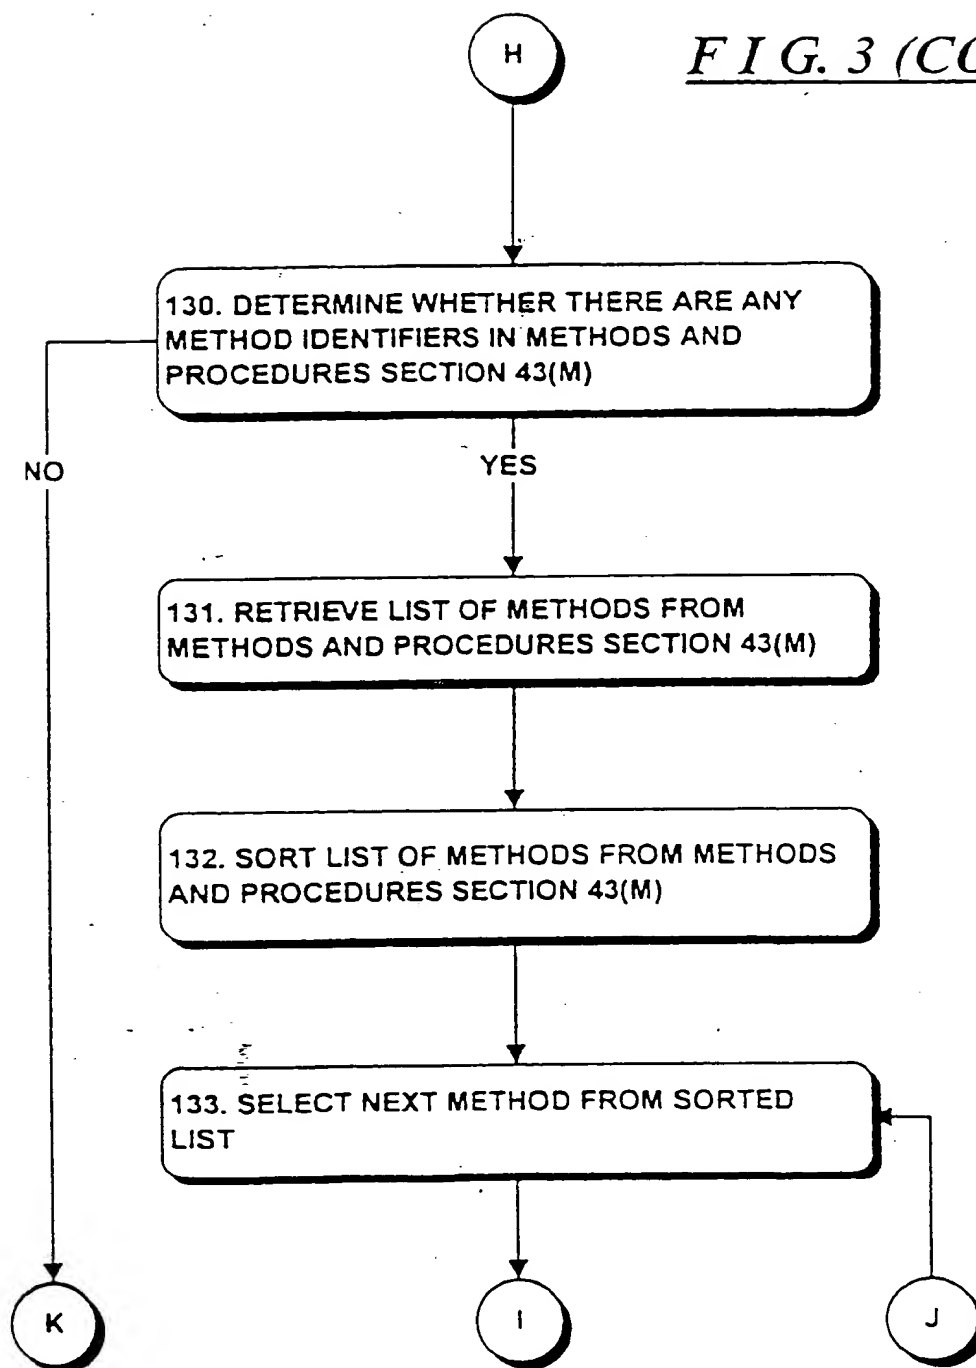 H
F I G. 3 (CO
130. DETERMINE WHETHER THERE ARE ANY
METHOD IDENTIFIERS IN METHODS AND
PROCEDURES SECTION 43(M)
NO
YES
131. RETRIEVE LIST OF METHODS FROM
METHODS AND PROCEDURES SECTION 43(M)
132. SORT LIST OF METHODS FROM METHODS
AND PROCEDURES SECTION 43(M)
133. SELECT NEXT METHOD FROM SORTED
LIST
K
I
J